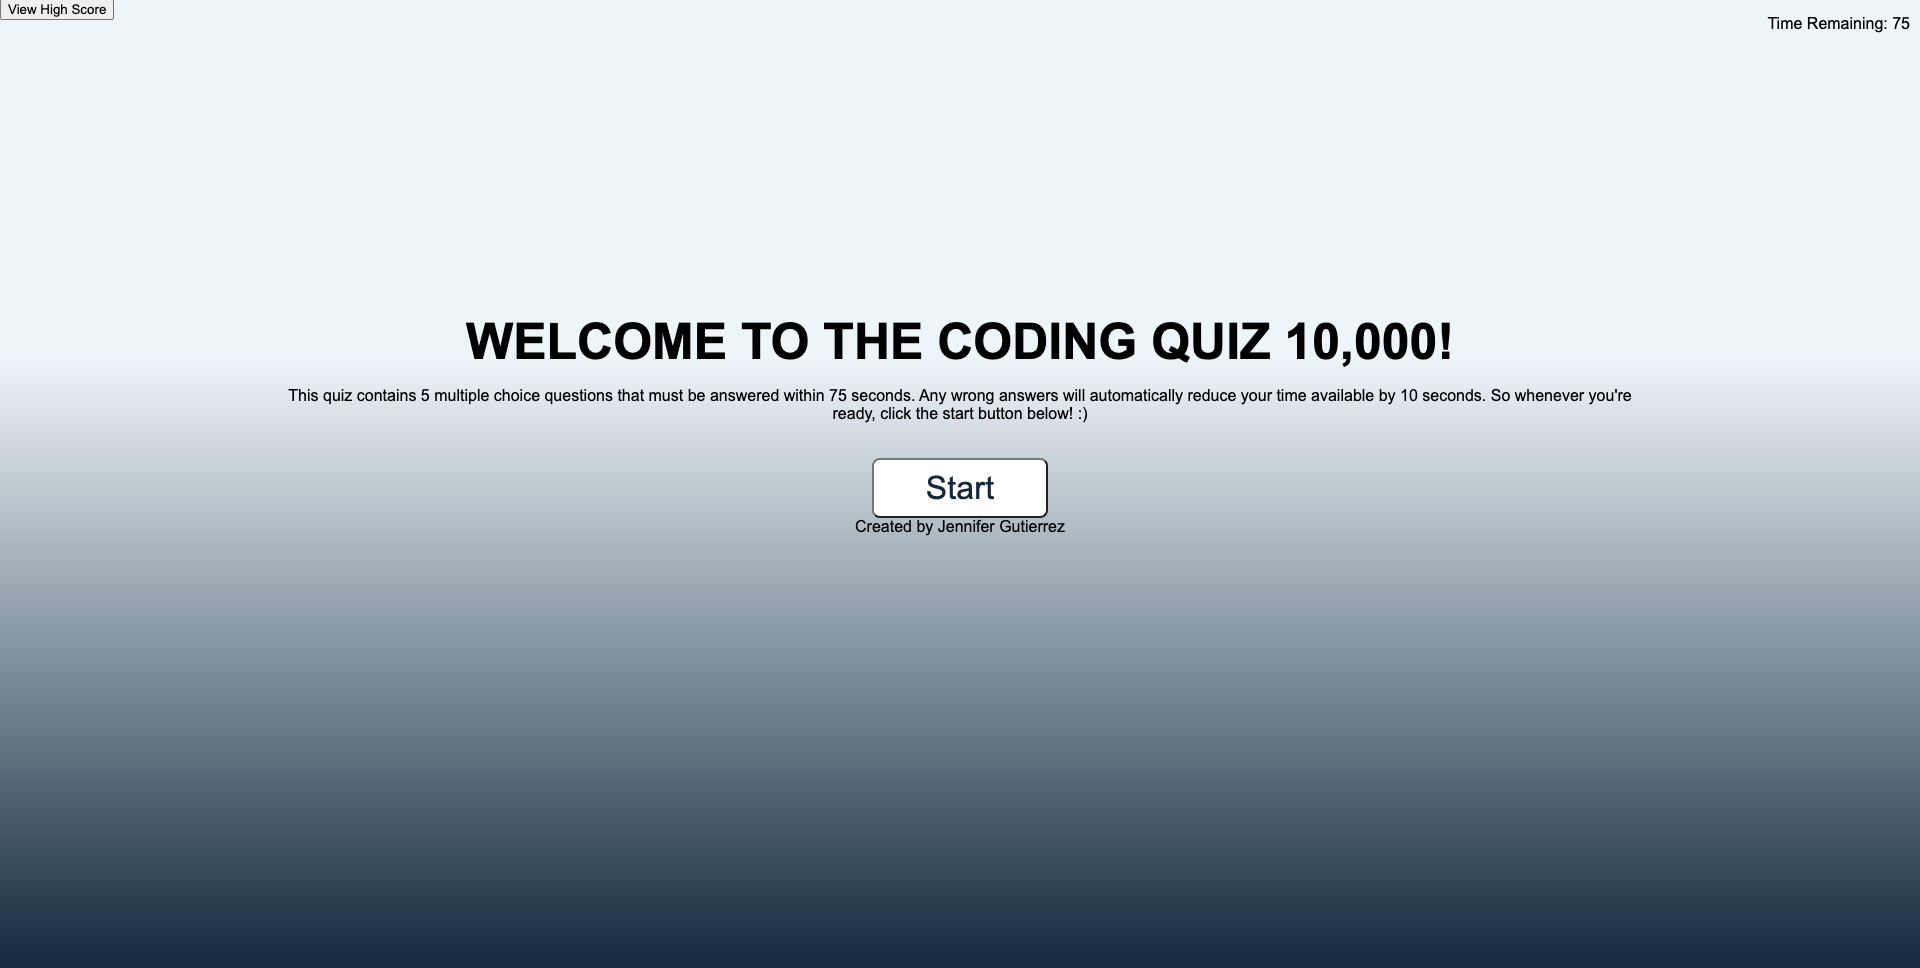 View High Score
Time Remaining: 75
WELCOME TO THE CODING QUIZ 10,000!
This quiz contains 5 multiple choice questions that must be answered within 75 seconds. Any wrong answers will automatically reduce your time available by 10 seconds. So whenever you're
ready, click the start button below! :)
Start
Created by Jennifer Gutierrez